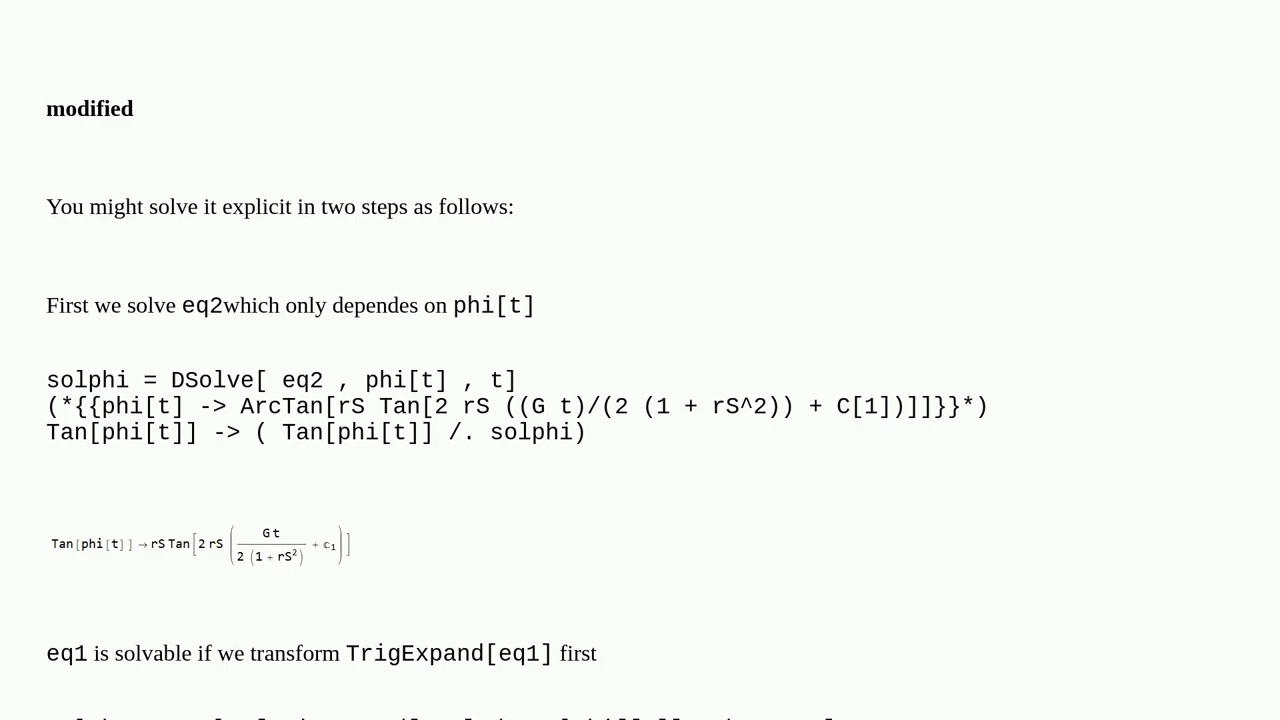 modified
You might solve it explicit in two steps as follows:
First we solve eq2which only dependes on phi[t]
solphi = DSolve[ eq2 , phi[t] , t]
(*{{phi[t] -> ArcTan[rS Tan[2 rS ((G t)/(2 (1 + rS^2)) + C[1])]]}}*)
Tan[phi[t]] -> ( Tan[phi[t]] /. solphi)
Tan[phi[t]] → rS Tan[2 rS (G t / 2 (1 + rS²) + c₁)]
eq1 is solvable if we transform TrigExpand[eq1] first